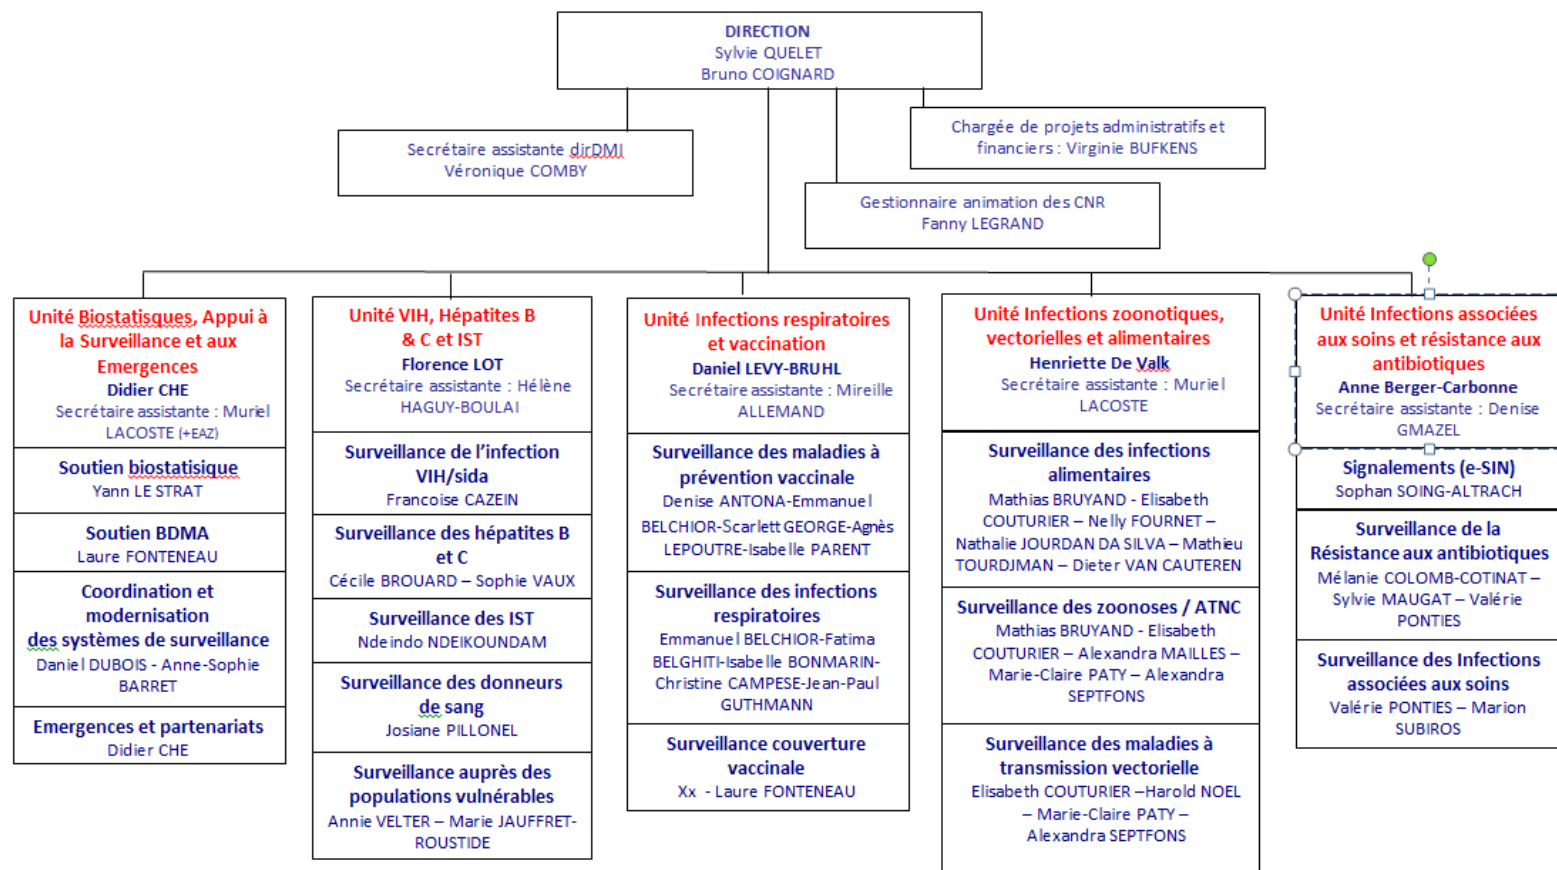 DIRECTION
Sylvie QUELET
Bruno COIGNARD
Secrétaire assistante dirDMI
Véronique COMBY
Chargée de projets administratifs et
financiers : Virginie BUFKENS
Gestionnaire animation des CNR
Fanny LEGRAND
Unité Biostatisques, Appui à
la Surveillance et aux
Emergences
Didier CHE
Secrétaire assistante : Muriel
LACOSTE (+EAZ)
Soutien biostatisique
Yann LE STRAT
Soutien BDMA
Laure FONTENEAU
Coordination et
modernisation
des systèmes de surveillance
Daniel DUBOIS - Anne-Sophie
BARRET
Emergences et partenariats
Didier CHE
Unité VIH, Hépatites B
& C et IST
Florence LOT
Secrétaire assistante : Hélène
HAGUY-BOULAI
Surveillance de l'infection
VIH/sida
Francoise CAZEIN
Surveillance des hépatites B
et C
Cécile BROUARD – Sophie VAUX
Surveillance des IST
Ndeindo NDEIKOUNDAM
Surveillance des donneurs
de sang
Josiane PILLONEL
Surveillance auprès des
populations vulnérables
Annie VELTER – Marie JAUFFRET-
ROUSTIDE
Unité Infections respiratoires
et vaccination
Daniel LEVY-BRUHL
Secrétaire assistante : Mireille
ALLEMAND
Surveillance des maladies à
prévention vaccinale
Denise ANTONA-Emmanuel
BELCHIOR-Scarlett GEORGE-Agnès
LEPOUTRE-Isabelle PARENT
Surveillance des infections
respiratoires
Emmanuel BELCHIOR-Fatima
BELGHITI-Isabelle BONMARIN-
Christine CAMPESE-Jean-Paul
GUTHMANN
Surveillance couverture
vaccinale
Xx - Laure FONTENEAU
Unité Infections zoonotiques,
vectorielles et alimentaires
Henriette De Valk
Secrétaire assistante : Muriel
LACOSTE
Surveillance des infections
alimentaires
Mathias BRUYAND - Elisabeth
COUTURIER – Nelly FOURNET –
Nathalie JOURDAN DA SILVA – Mathieu
TOURDJMAN – Dieter VAN CAUTEREN
Surveillance des zoonoses / ATNC
Mathias BRUYAND - Elisabeth
COUTURIER – Alexandra MAILLES –
Marie-Claire PATY – Alexandra
SEPTFONS
Surveillance des maladies à
transmission vectorielle
Elisabeth COUTURIER –Harold NOEL
– Marie-Claire PATY –
Alexandra SEPTFONS
Unité Infections associées
aux soins et résistance aux
antibiotiques
Anne Berger-Carbonne
Secrétaire assistante : Denise
GMAZEL
Signalements (e-SIN)
Sophan SOING-ALTRACH
Surveillance de la
Résistance aux antibiotiques
Mélanie COLOMB-COTINAT –
Sylvie MAUGAT – Valérie
PONTIES
Surveillance des Infections
associées aux soins
Valérie PONTIES – Marion
SUBIROS